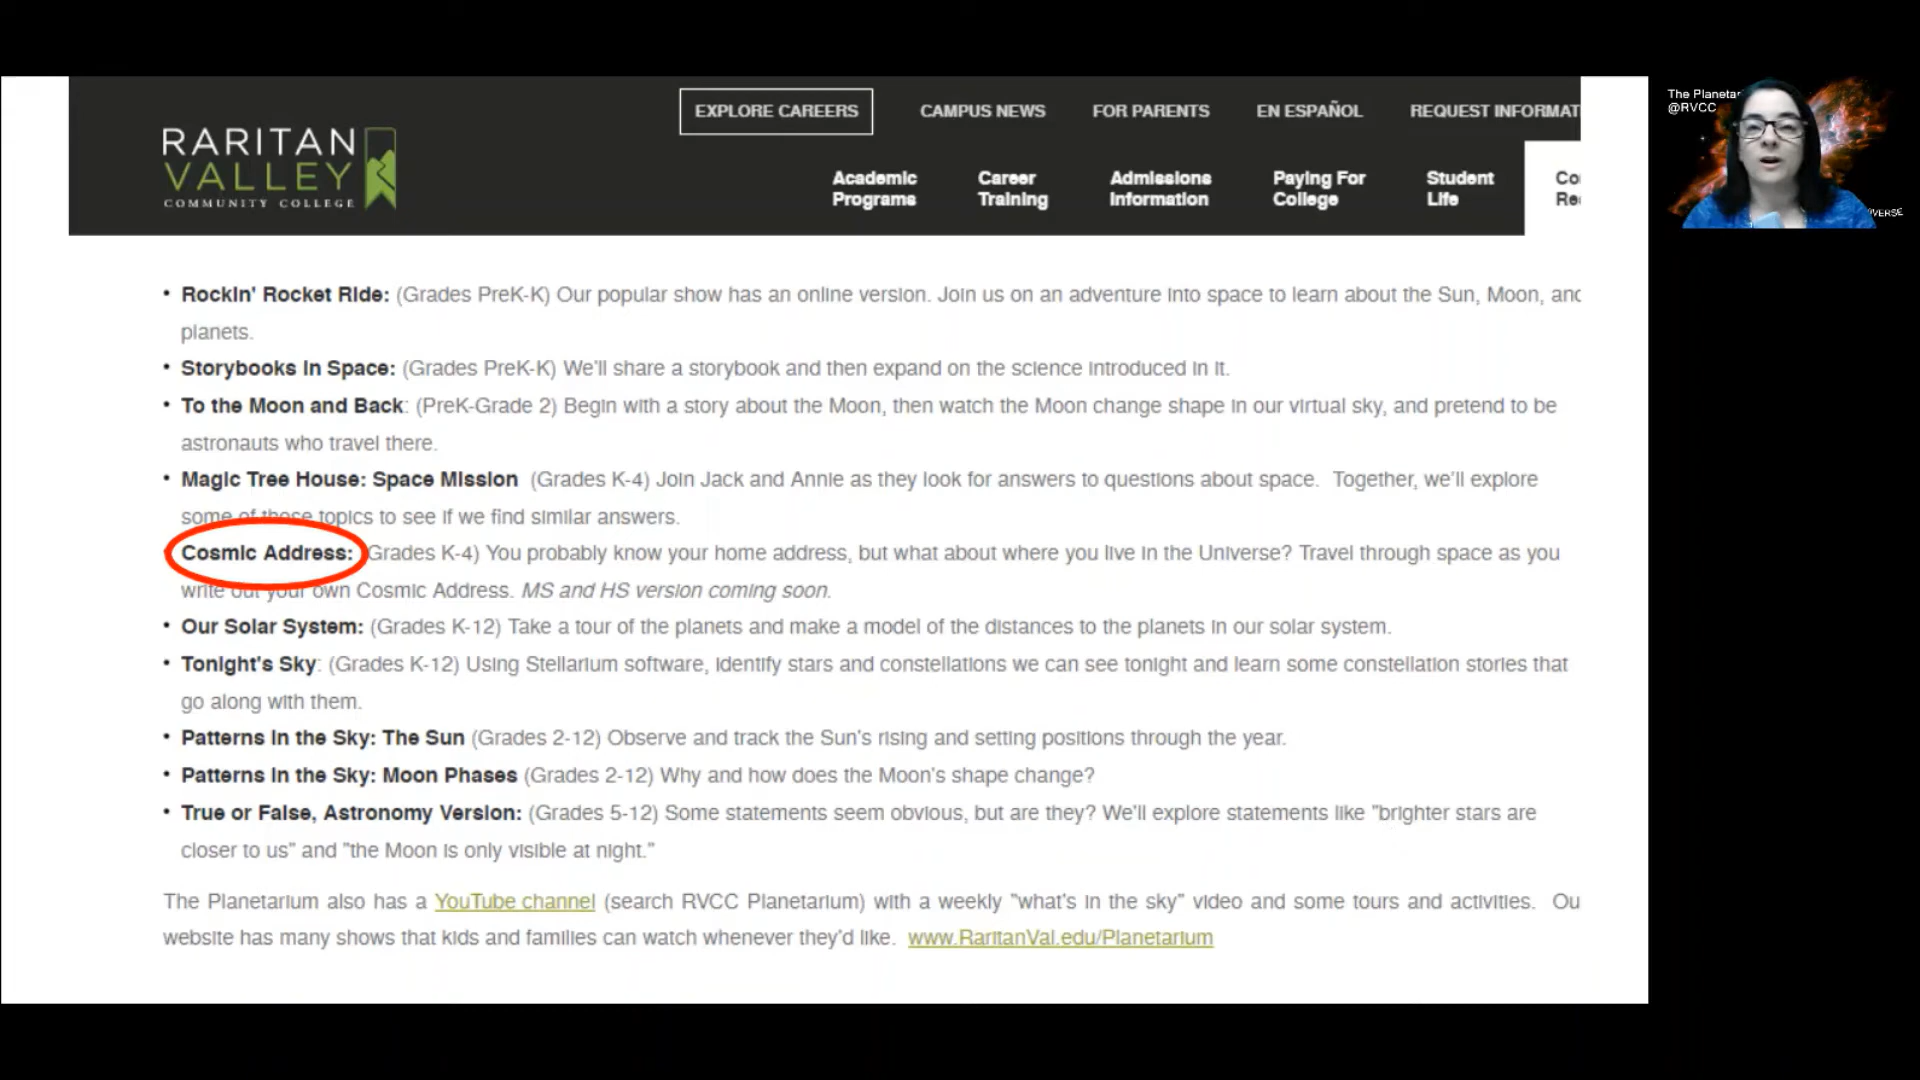 EXPLORE CAREERS CAMPUS NEWS FOR PARENTS EN ESPAÑOL REQUEST INFORMAT
RARITAN
VALLEY
COMMUNITY COLLEGE
Academic Programs Career Training Admissions Information Paying For College Student Life
The Planetar
@RVCC
VERSE
• Rockin' Rocket Ride: (Grades PreK-K) Our popular show has an online version. Join us on an adventure into space to learn about the Sun, Moon, and
planets.
• Storybooks in Space: (Grades PreK-K) We'll share a storybook and then expand on the science introduced in it.
• To the Moon and Back: (PreK-Grade 2) Begin with a story about the Moon, then watch the Moon change shape in our virtual sky, and pretend to be
astronauts who travel there.
• Magic Tree House: Space Mission (Grades K-4) Join Jack and Annie as they look for answers to questions about space. Together, we'll explore
some of those topics to see if we find similar answers.
Cosmic Address: (Grades K-4) You probably know your home address, but what about where you live in the Universe? Travel through space as you
write out your own Cosmic Address. MS and HS version coming soon.
• Our Solar System: (Grades K-12) Take a tour of the planets and make a model of the distances to the planets in our solar system.
• Tonight's Sky: (Grades K-12) Using Stellarium software, identify stars and constellations we can see tonight and learn some constellation stories that
go along with them.
• Patterns in the Sky: The Sun (Grades 2-12) Observe and track the Sun's rising and setting positions through the year.
• Patterns in the Sky: Moon Phases (Grades 2-12) Why and how does the Moon's shape change?
• True or False, Astronomy Version: (Grades 5-12) Some statements seem obvious, but are they? We'll explore statements like "brighter stars are
closer to us" and "the Moon is only visible at night."
The Planetarium also has a YouTube channel (search RVCC Planetarium) with a weekly "what's in the sky" video and some tours and activities. Ou
website has many shows that kids and families can watch whenever they'd like. www.RaritanVal.edu/Planetarium